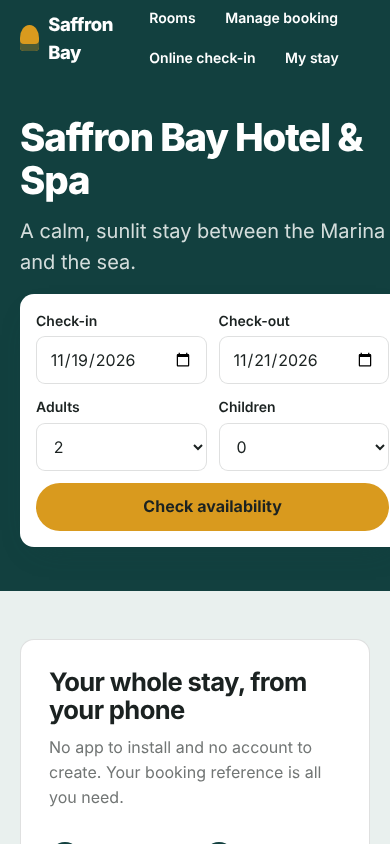 Saffron Bay
Rooms
Manage booking
Online check-in
My stay
Saffron Bay Hotel &
Spa
A calm, sunlit stay between the Marina
and the sea.
Check-in
Check-out
11/19/2026
11/21/2026
Adults
Children
2
0
Check availability
Your whole stay, from
your phone
No app to install and no account to
create. Your booking reference is all
you need.